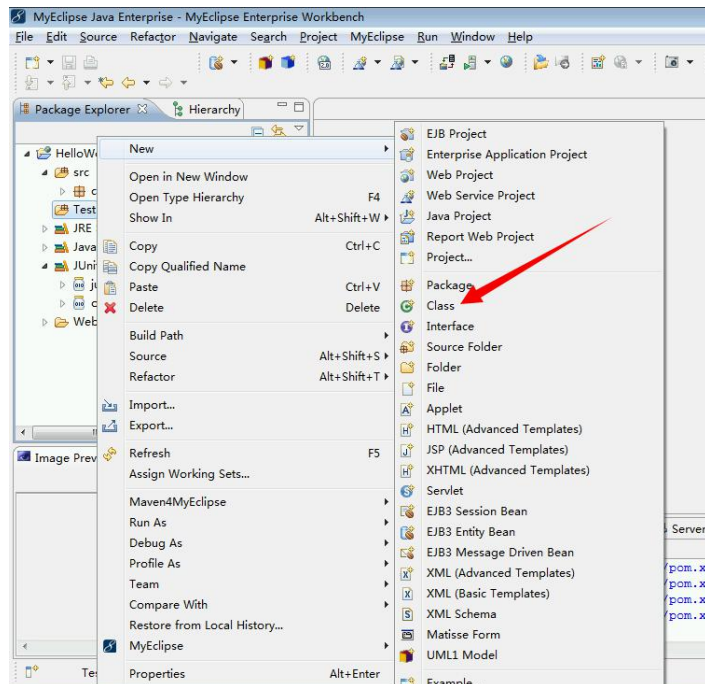 MyEclipse Java Enterprise - MyEclipse Enterprise Workbench
File Edit Source Refactor Navigate Search Project MyEclipse Run Window Help
Package Explorer Hierarchy
src
Test
JRE
Java
Web
Image Prev
New
Open in New Window
Open Type Hierarchy F4
Show In Alt+Shift+W
Copy Ctrl+C
Copy Qualified Name
Paste Ctrl+V
Delete Delete
Build Path
Source Alt+Shift+S
Refactor Alt+Shift+T
Import...
Export...
Refresh F5
Assign Working Sets...
Maven4MyEclipse
Run As
Debug As
Profile As
Team
Compare With
Restore from Local History...
MyEclipse
Properties Alt+Enter
EJB Project
Enterprise Application Project
Web Project
Web Service Project
Java Project
Report Web Project
Project...
Package
Class
Interface
Source Folder
Folder
File
Applet
HTML (Advanced Templates)
JSP (Advanced Templates)
XHTML (Advanced Templates)
Servlet
EJB3 Session Bean
EJB3 Entity Bean
EJB3 Message Driven Bean
XML (Advanced Templates)
XML (Basic Templates)
XML Schema
Matisse Form
UML1 Model
Example
Server
/pom.x
/pom.x
/pom.x
/pom.x